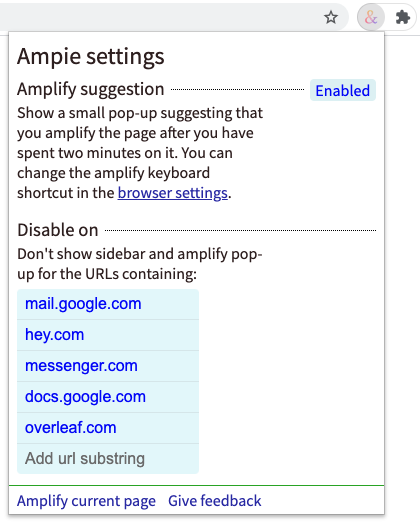 Ampie settings
Amplify suggestion Enabled
Show a small pop-up suggesting that
you amplify the page after you have
spent two minutes on it. You can
change the amplify keyboard
shortcut in the browser settings.
Disable on
Don't show sidebar and amplify pop-
up for the URLs containing:
mail.google.com
hey.com
messenger.com
docs.google.com
overleaf.com
Add url substring
Amplify current page Give feedback